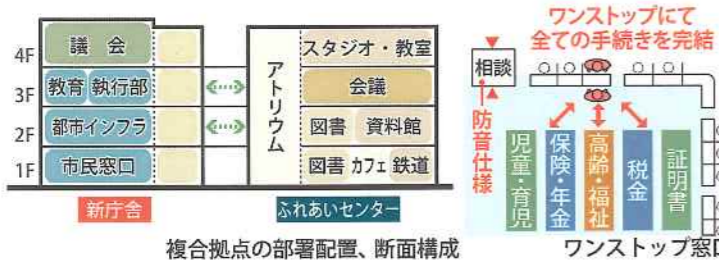 4F
議 会
スタジオ・教室
3F
教育 執行部
会議
2F
都市インフラ
図書 資料館
1F
市民窓口
図書 カフェ 鉄道
アトリウム
新庁舎
ふれあいセンター
複合拠点の部署配置、断面構成
ワンストップにて
全ての手続きを完結
相談
防音仕様
児童・育児
保険・年金
高齢・福祉
税金
証明書
ワンストップ窓口